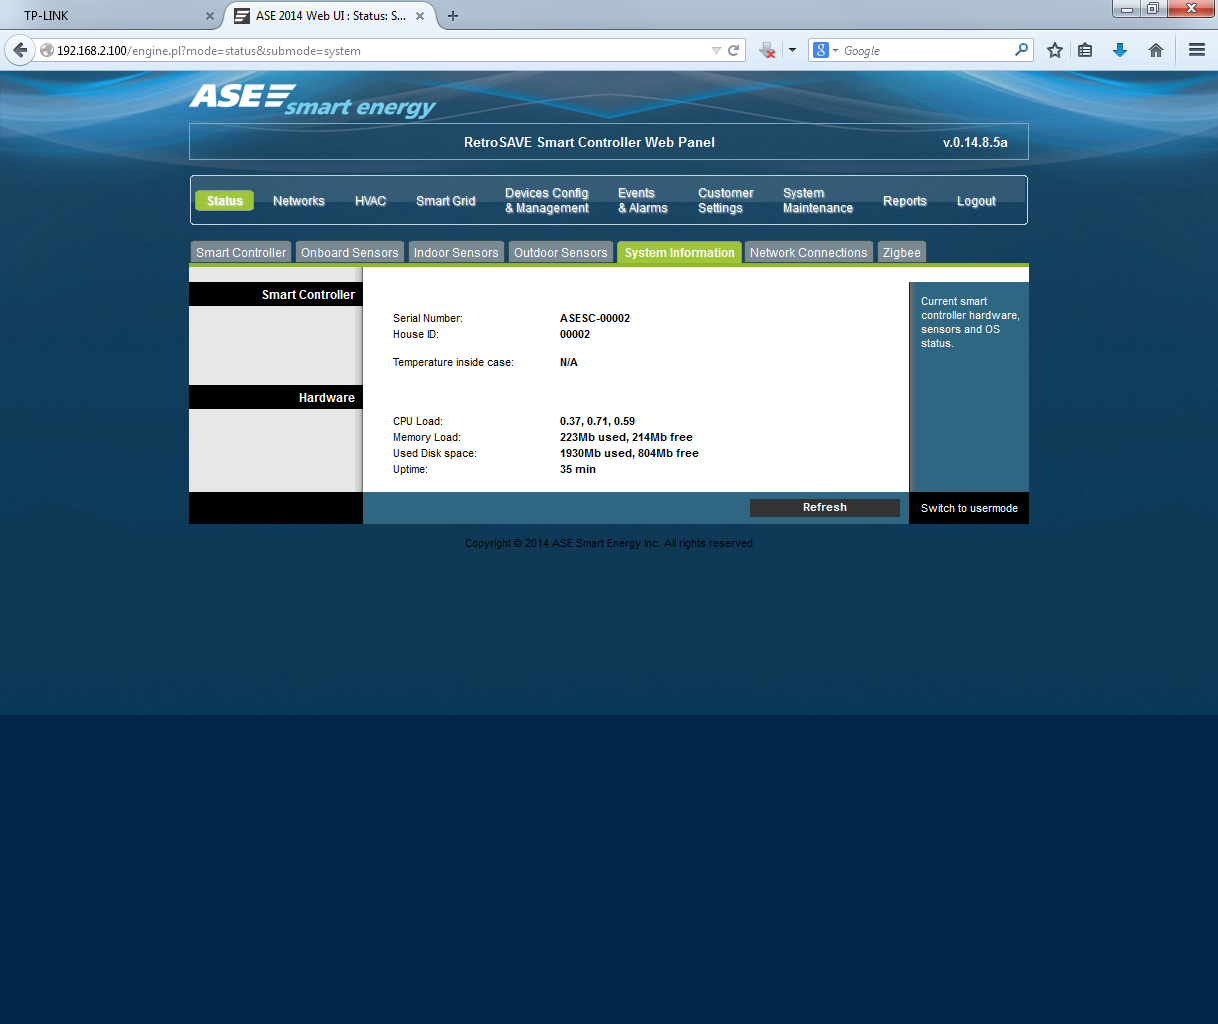 TP-LINK
ASE 2014 Web UI : Status: S...
192.168.2.100/engine.pl?mode=status&submode=system
Google
ASE
smart energy
RetroSAVE Smart Controller Web Panel
v.0.14.8.5a
Status
Networks
HVAC
Smart Grid
Devices Config
& Management
Events
& Alarms
Customer
Settings
System
Maintenance
Reports
Logout
Smart Controller
Onboard Sensors
Indoor Sensors
Outdoor Sensors
System Information
Network Connections
Zigbee
Smart Controller
Serial Number: ASESC-00002
House ID: 00002
Temperature inside case: N/A
Hardware
CPU Load: 0.37, 0.71, 0.59
Memory Load: 223Mb used, 214Mb free
Used Disk space: 1930Mb used, 804Mb free
Uptime: 35 min
Current smart
controller hardware,
sensors and OS
status.
Refresh
Switch to usermode
Copyright © 2014 ASE Smart Energy Inc. All rights reserved